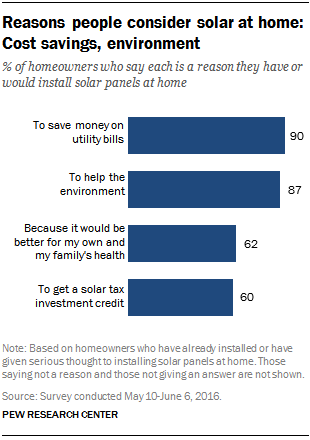 Reasons people consider solar at home:
Cost savings, environment
% of homeowners who say each is a reason they have or
would install solar panels at home
To save money on
utility bills
90
To help the
environment
87
Because it would be
better for my own and
my family's health
62
To get a solar tax
investment credit
60
Note: Based on homeowners who have already installed or have
given serious thought to installing solar panels at home. Those
saying not a reason and those not giving an answer are not shown.
Source: Survey conducted May 10-June 6, 2016.
PEW RESEARCH CENTER